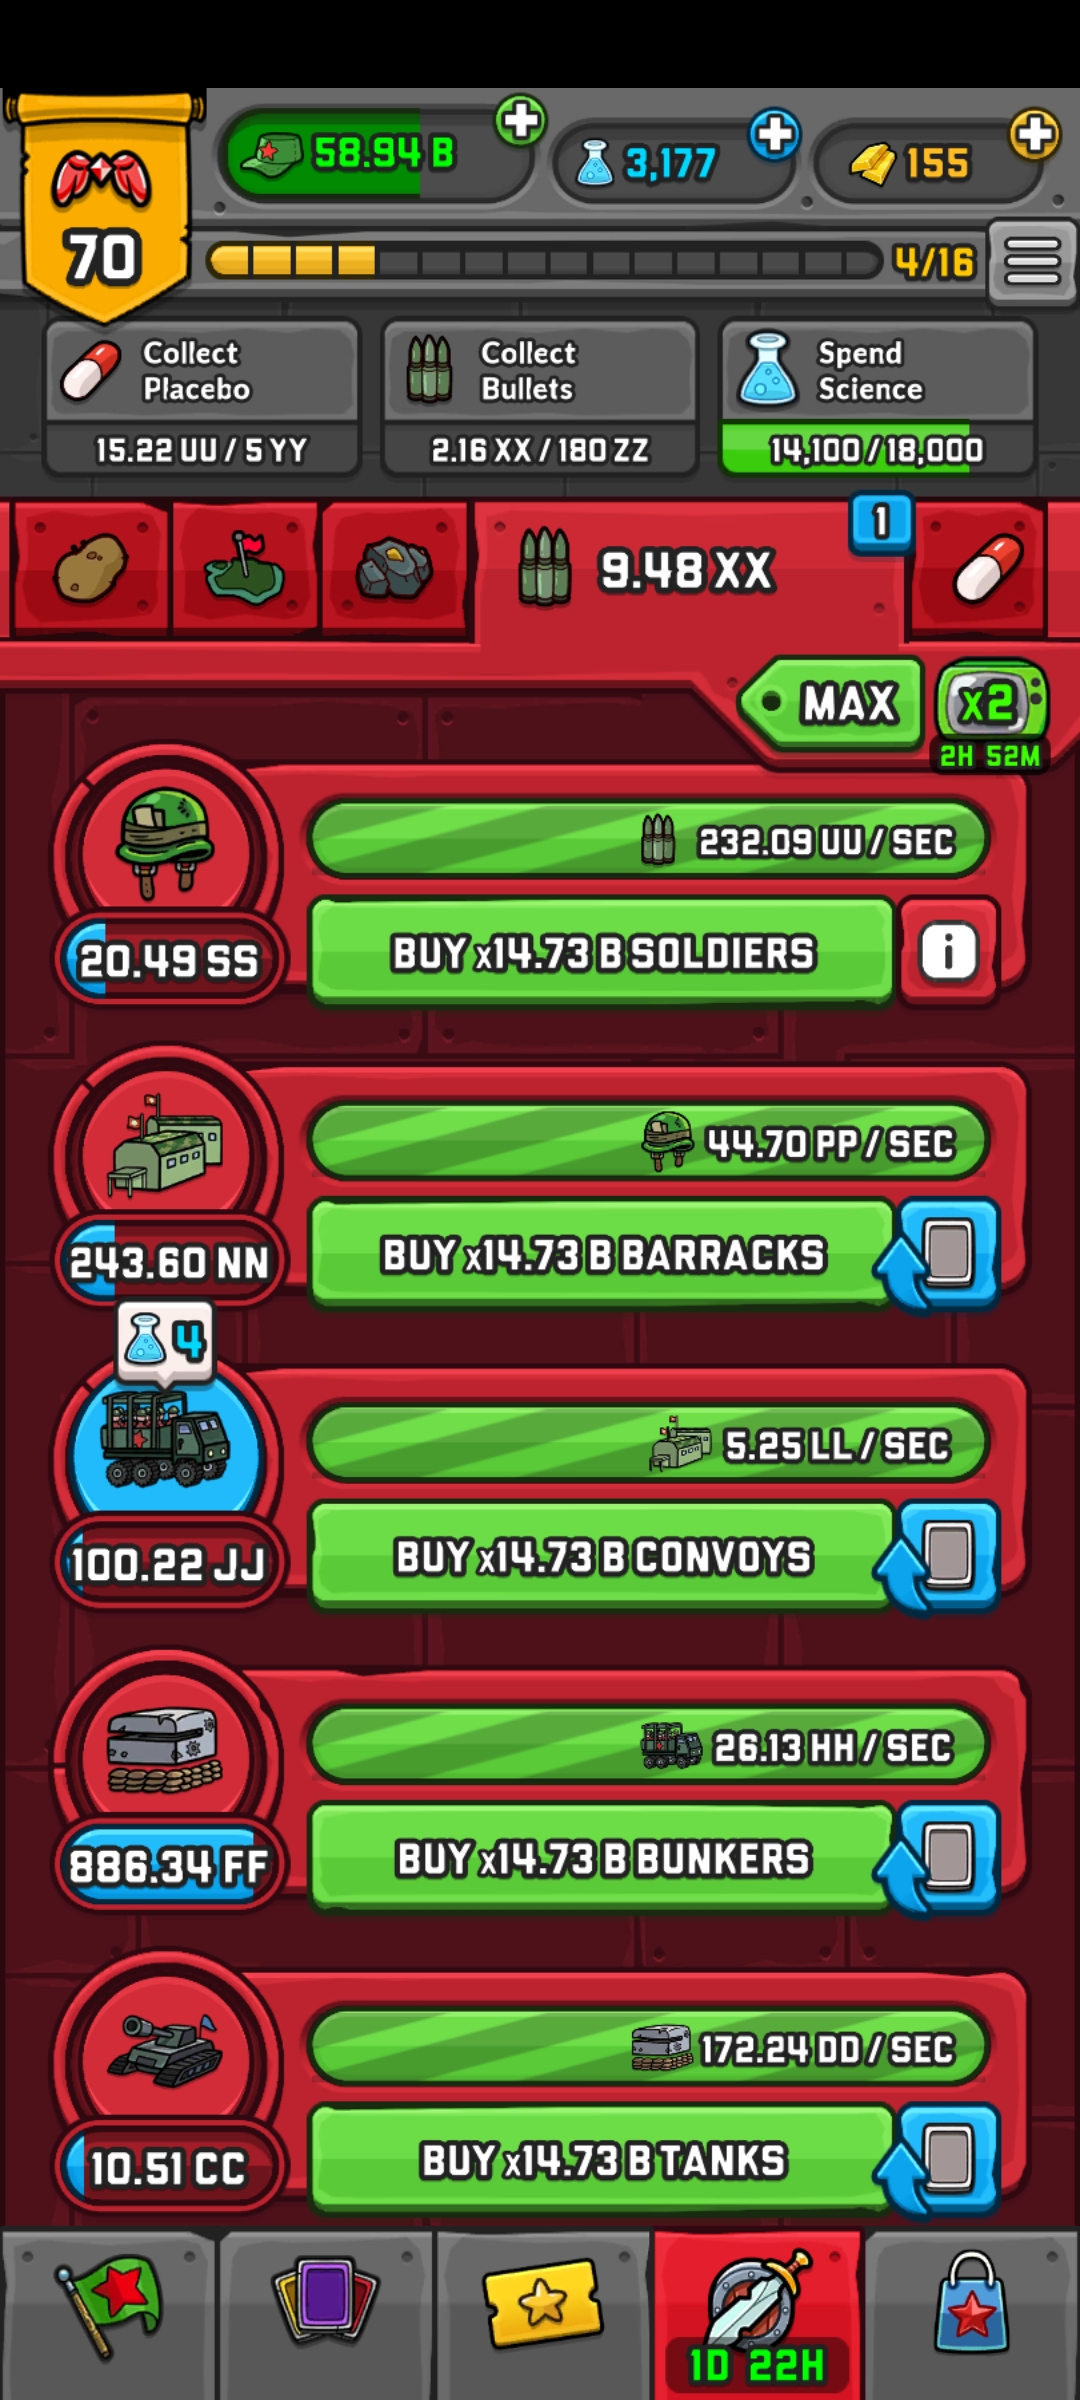 70
58.94 B
3,177
155
4/16
Collect
Placebo
15.22 UU / 5 YY
Collect
Bullets
2.16 XX / 180 ZZ
Spend
Science
14,100 / 18,000
9.48 XX
1
MAX
x2
2H 52M
232.09 UU / SEC
20.49 SS
BUY x14.73 B SOLDIERS
i
44.70 PP / SEC
243.60 NN
BUY x14.73 B BARRACKS
4
5.25 LL / SEC
100.22 JJ
BUY x14.73 B CONVOYS
26.13 HH / SEC
886.34 FF
BUY x14.73 B BUNKERS
172.24 DD / SEC
10.51 CC
BUY x14.73 B TANKS
1D 22H